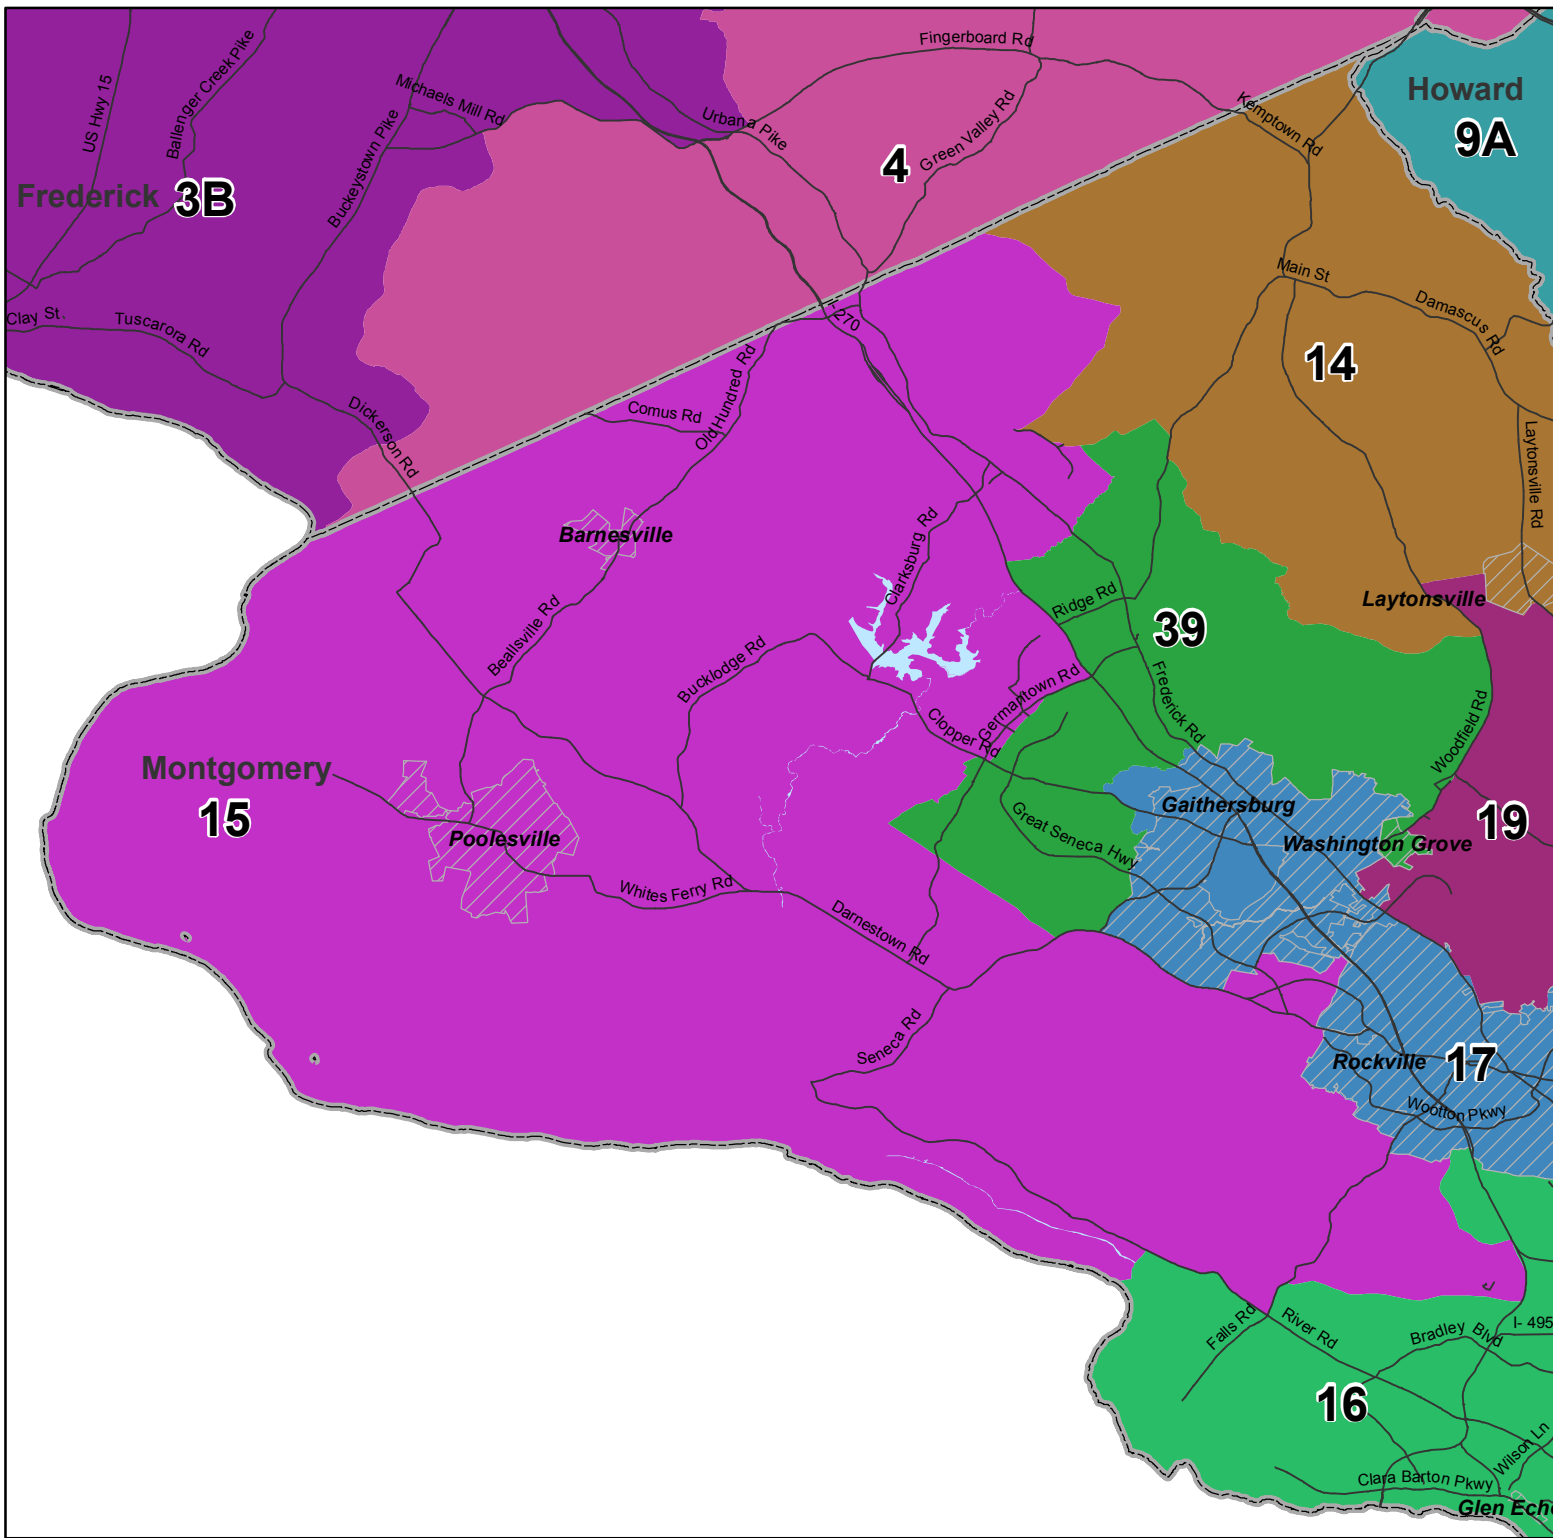 Fingerboard Rd
Howard
9A
US Hwy 15
Ballenger Creek Pike
Michaels Mill Rd
Buckeystown Pike
Urbana Pike
Green Valley Rd
Kemptown Rd
4
Frederick
3B
Main St
Damascus Rd
Clay St
Tuscarora Rd
I-270
14
Old Hundred Rd
Comus Rd
Dickerson Rd
Laytonsville Rd
Barnesville
Clarksburg Rd
Ridge Rd
Laytonsville
39
Beallsville Rd
Bucklodge Rd
Germantown Rd
Frederick Rd
Clopper Rd
Woodfield Rd
Montgomery
15
Gaithersburg
Great Seneca Hwy
19
Poolesville
Washington Grove
Whites Ferry Rd
Darnestown Rd
Seneca Rd
Rockville
17
Wootton Pkwy
Falls Rd
River Rd
Bradley Blvd
I- 495
16
Wilson Ln
Clara Barton Pkwy
Glen Echo